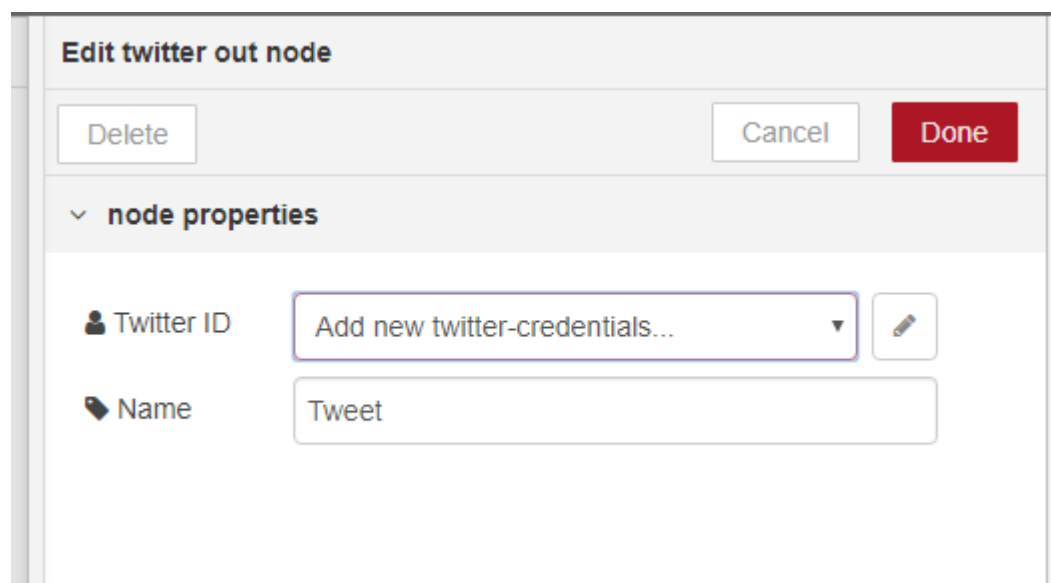 Edit twitter out node
Delete Cancel Done
node properties
Twitter ID Add new twitter-credentials...
Name Tweet